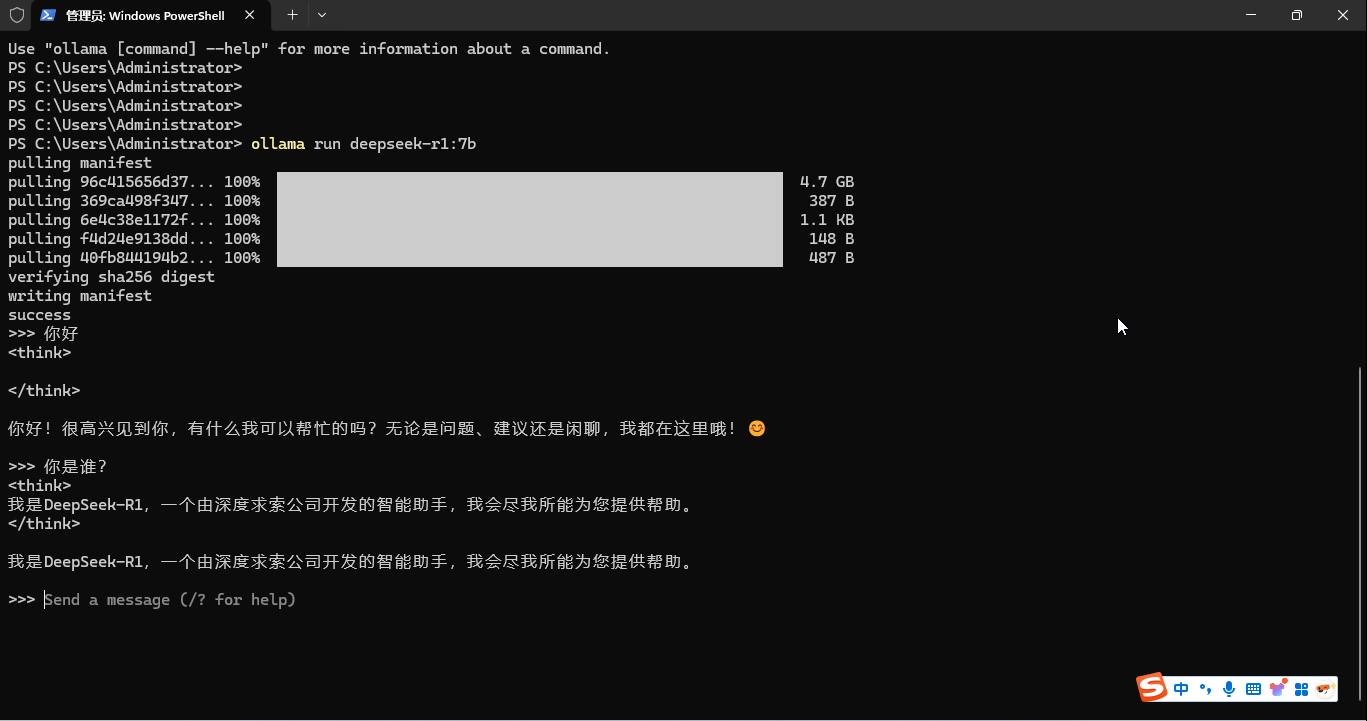 管理员: Windows PowerShell
Use "ollama [command] --help" for more information about a command.
PS C:\Users\Administrator>
PS C:\Users\Administrator>
PS C:\Users\Administrator>
PS C:\Users\Administrator>
PS C:\Users\Administrator> ollama run deepseek-r1:7b
pulling manifest
pulling 96c415656d37... 100% 4.7 GB
pulling 369ca498f347... 100% 387 B
pulling 6e4c38e1172f... 100% 1.1 KB
pulling f4d24e9138dd... 100% 148 B
pulling 40fb844194b2... 100% 487 B
verifying sha256 digest
writing manifest
success
>>> 你好
<think>
</think>
你好！很高兴见到你，有什么我可以帮忙的吗？无论是问题、建议还是闲聊，我都在这里哦！😊
>>> 你是谁？
<think>
我是DeepSeek-R1，一个由深度求索公司开发的智能助手，我会尽我所能为您提供帮助。
</think>
我是DeepSeek-R1，一个由深度求索公司开发的智能助手，我会尽我所能为您提供帮助。
>>> Send a message (/? for help)
中